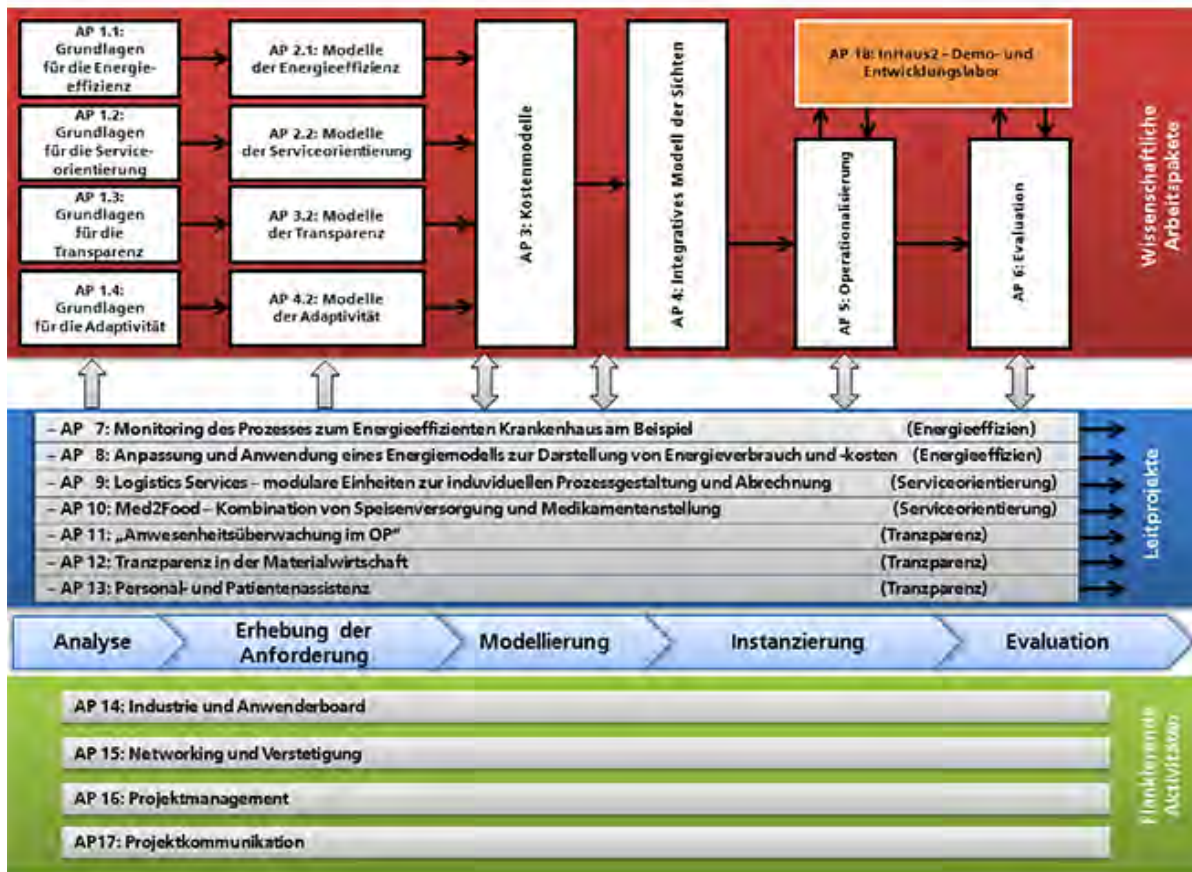 AP 1.1:
Grundlagen
für die Energie-
effizienz
AP 2.1: Modelle
der Energieeffizienz
AP 1.2:
Grundlagen
für die Service-
orientierung
AP 2.2: Modelle
der Serviceorientierung
AP 1.3:
Grundlagen
für die
Transparenz
AP 3.2: Modelle
der Transparenz
AP 1.4:
Grundlagen
für die Adaptivität
AP 4.2: Modelle
der Adaptivität
AP 3: Kostenmodelle
AP 4: Integratives Modell der Sichten
AP 18: InHaus2 – Demo- und
Entwicklungslabor
AP 5: Operationalisierung
AP 6: Evaluation
Wissenschaftliche
Arbeitspakete
– AP 7: Monitoring des Prozesses zum Energieeffizienten Krankenhaus am Beispiel (Energieeffizien)
– AP 8: Anpassung und Anwendung eines Energiemodells zur Darstellung von Energieverbrauch und -kosten (Energieeffizien)
– AP 9: Logistics Services – modulare Einheiten zur induviduellen Prozessgestaltung und Abrechnung (Serviceorientierung)
– AP 10: Med2Food – Kombination von Speisenversorgung und Medikamentenstellung (Serviceorientierung)
– AP 11: „Anwesenheitsüberwachung im OP“ (Tranzparenz)
– AP 12: Tranzparenz in der Materialwirtschaft (Tranzparenz)
– AP 13: Personal- und Patientenassistenz (Tranzparenz)
Leitprojekte
Analyse
Erhebung der
Anforderung
Modellierung
Instanzierung
Evaluation
AP 14: Industrie und Anwenderboard
AP 15: Networking und Verstetigung
AP 16: Projektmanagement
AP17: Projektkommunikation
Flankierende
Aktivitäten